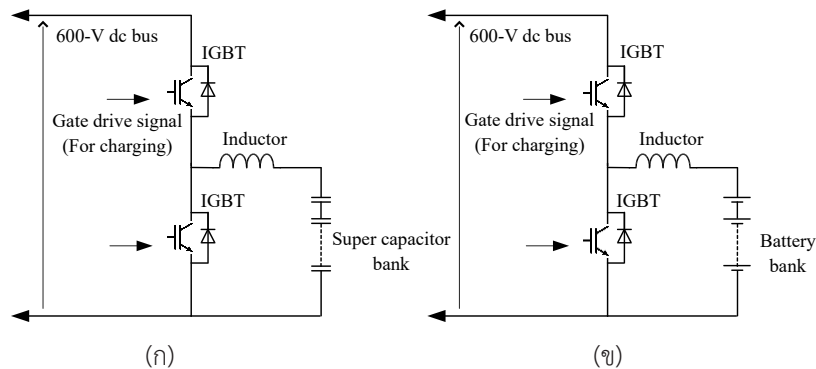 600-V dc bus
IGBT
Gate drive signal
(For charging)
Inductor
IGBT
Super capacitor
bank
(ก)
600-V dc bus
IGBT
Gate drive signal
(For charging)
Inductor
IGBT
Battery
bank
(ข)